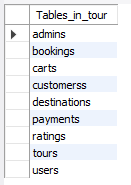 Tables_in_tour
admins
bookings
carts
customerss
destinations
payments
ratings
tours
users